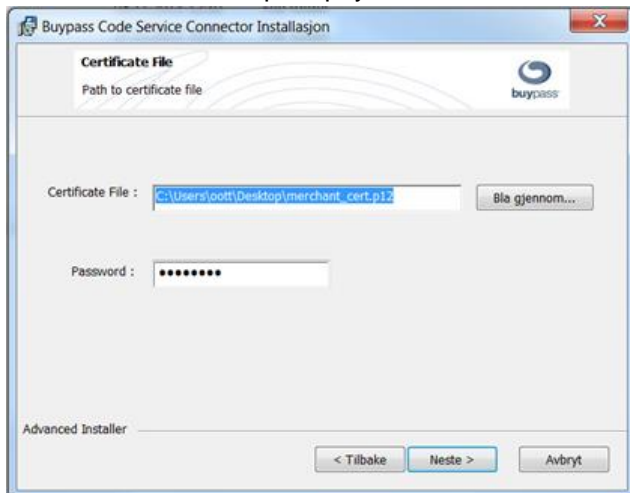 Buypass Code Service Connector Installasjon
Certificate File
Path to certificate file
buypass
Certificate File :
C:\Users\oott\Desktop\merchant_cert.p12
Bla gjennom...
Password :
••••••••
Advanced Installer
< Tilbake
Neste >
Avbryt